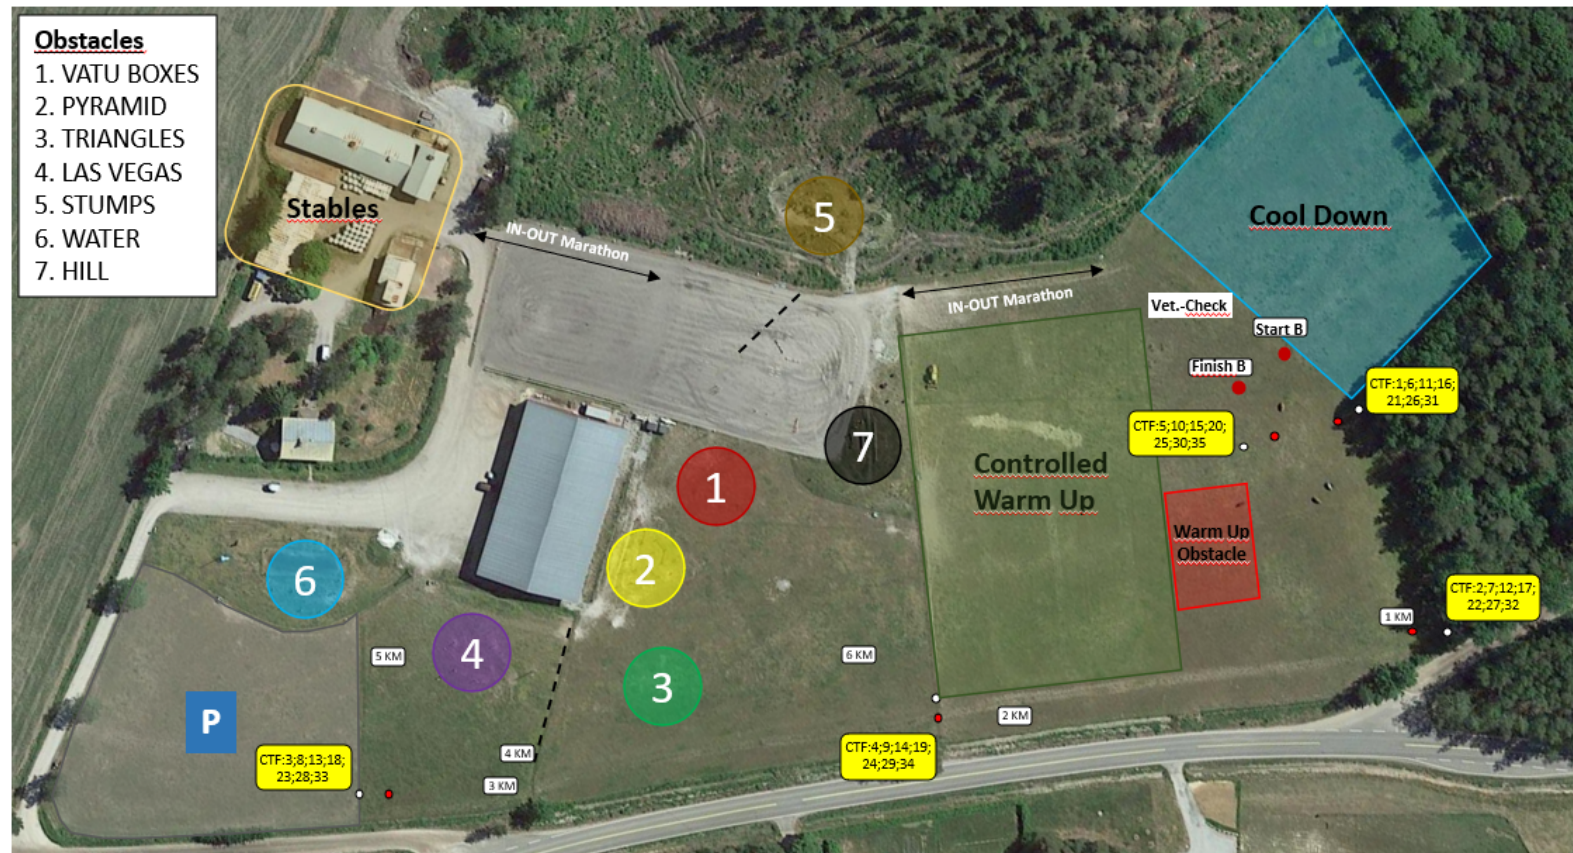 Obstacles
1. VATU BOXES
2. PYRAMID
3. TRIANGLES
4. LAS VEGAS
5. STUMPS
6. WATER
7. HILL
Stables
IN-OUT Marathon
5
Cool Down
IN-OUT Marathon
Vet.-Check
Start B
Finish B
CTF:1;6;11;16;
21;26;31
CTF:5;10;15;20;
25;30;35
7
Controlled
Warm Up
1
Warm Up
Obstacle
2
6
CTF:2;7;12;17;
22;27;32
1 KM
4
5 KM
6 KM
3
P
2 KM
CTF:3;8;13;18;
23;28;33
4 KM
3 KM
CTF:4;9;14;19;
24;29;34